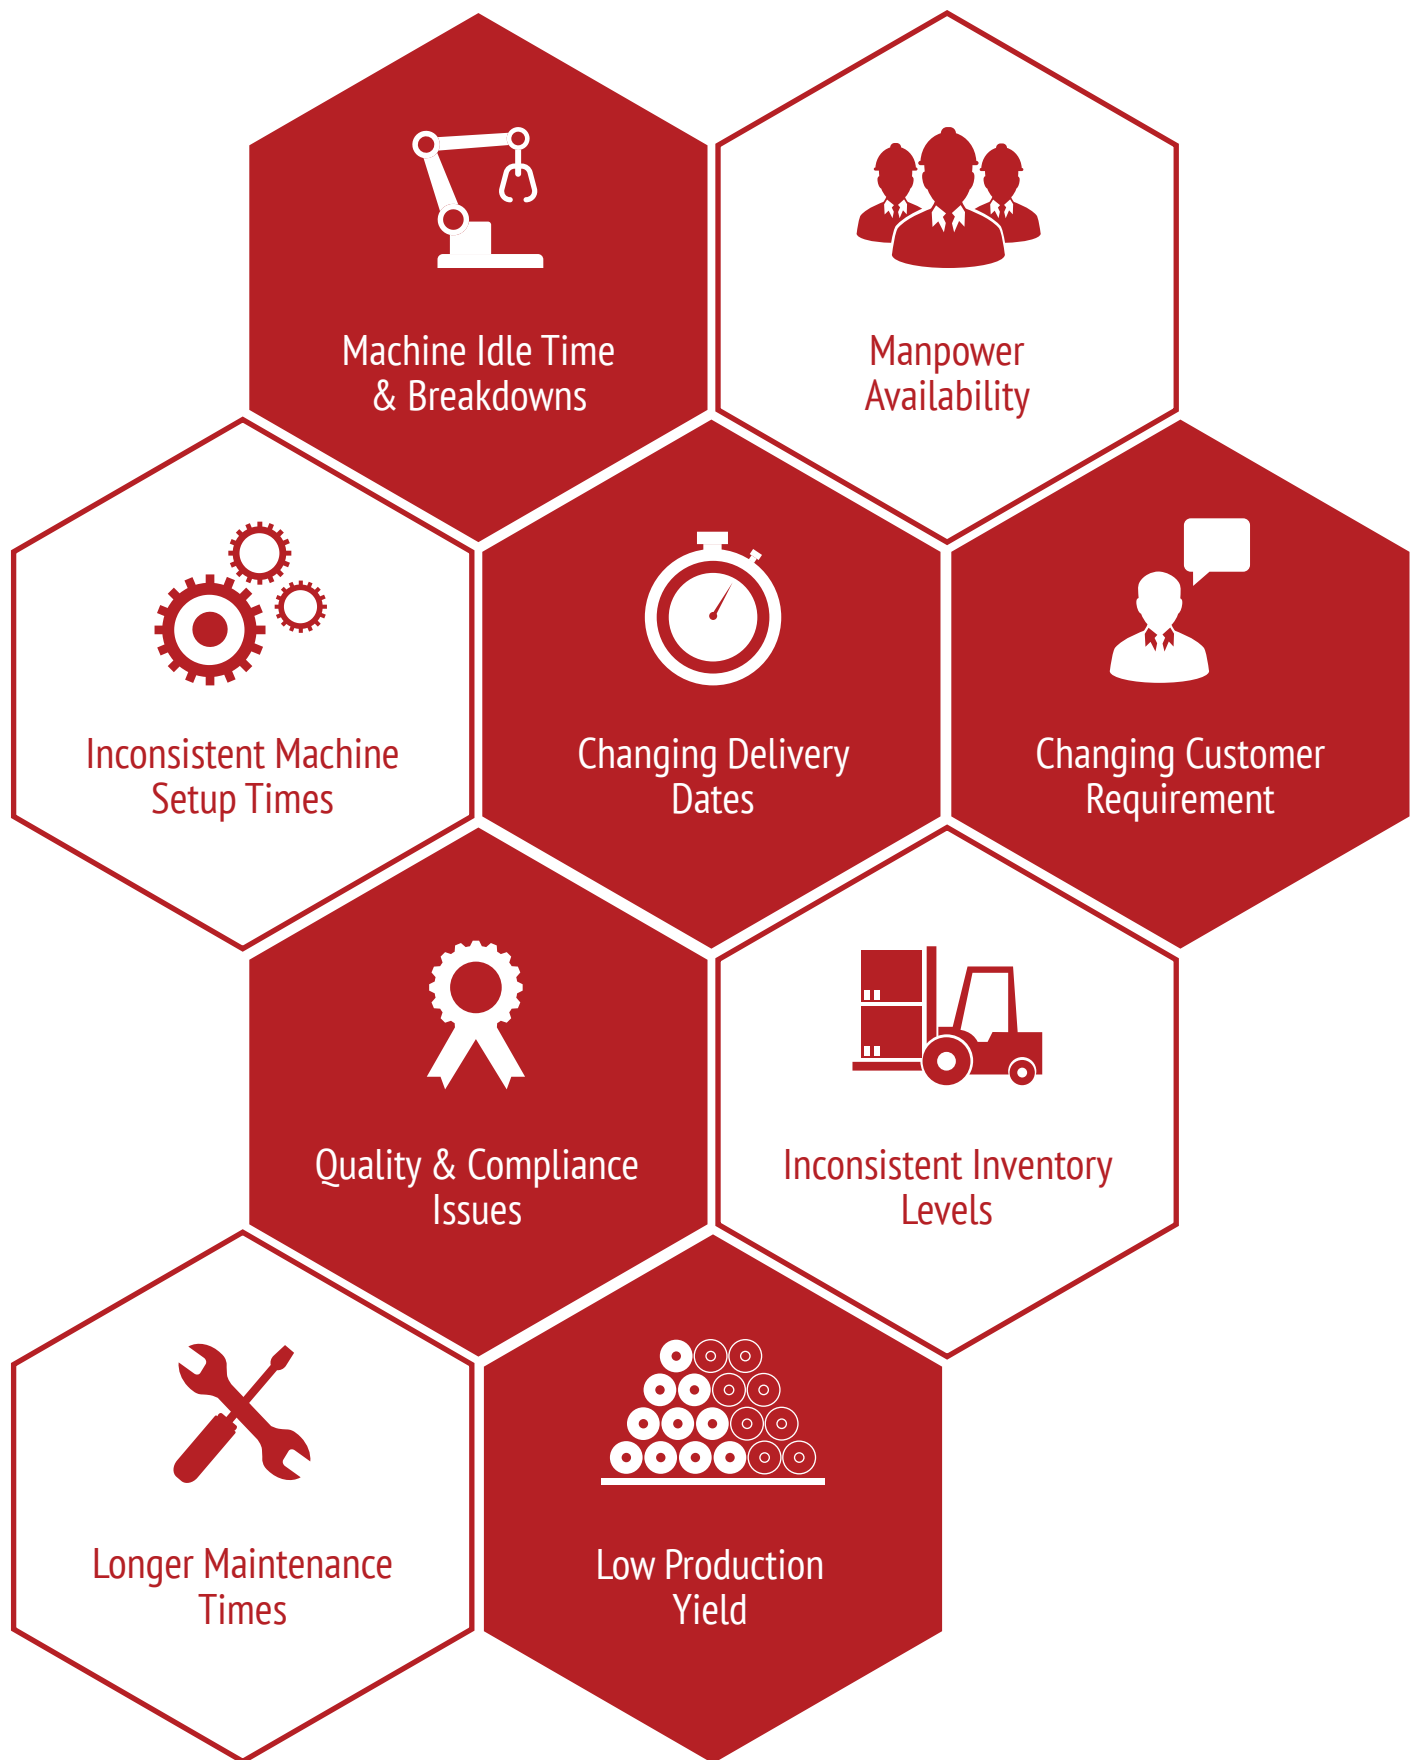 Machine Idle Time
& Breakdowns
Manpower
Availability
Inconsistent Machine
Setup Times
Changing Delivery
Dates
Changing Customer
Requirement
Quality & Compliance
Issues
Inconsistent Inventory
Levels
Longer Maintenance
Times
Low Production
Yield